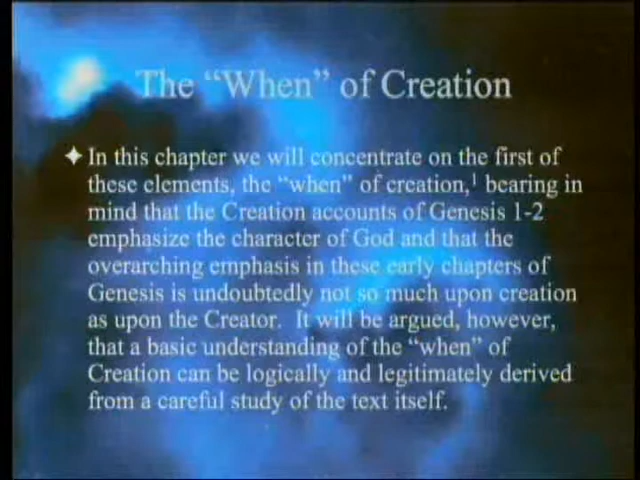 The “When” of Creation
✦ In this chapter we will concentrate on the first of
these elements, the “when” of creation,¹ bearing in
mind that the Creation accounts of Genesis 1-2
emphasize the character of God and that the
overarching emphasis in these early chapters of
Genesis is undoubtedly not so much upon creation
as upon the Creator. It will be argued, however,
that a basic understanding of the “when” of
Creation can be logically and legitimately derived
from a careful study of the text itself.